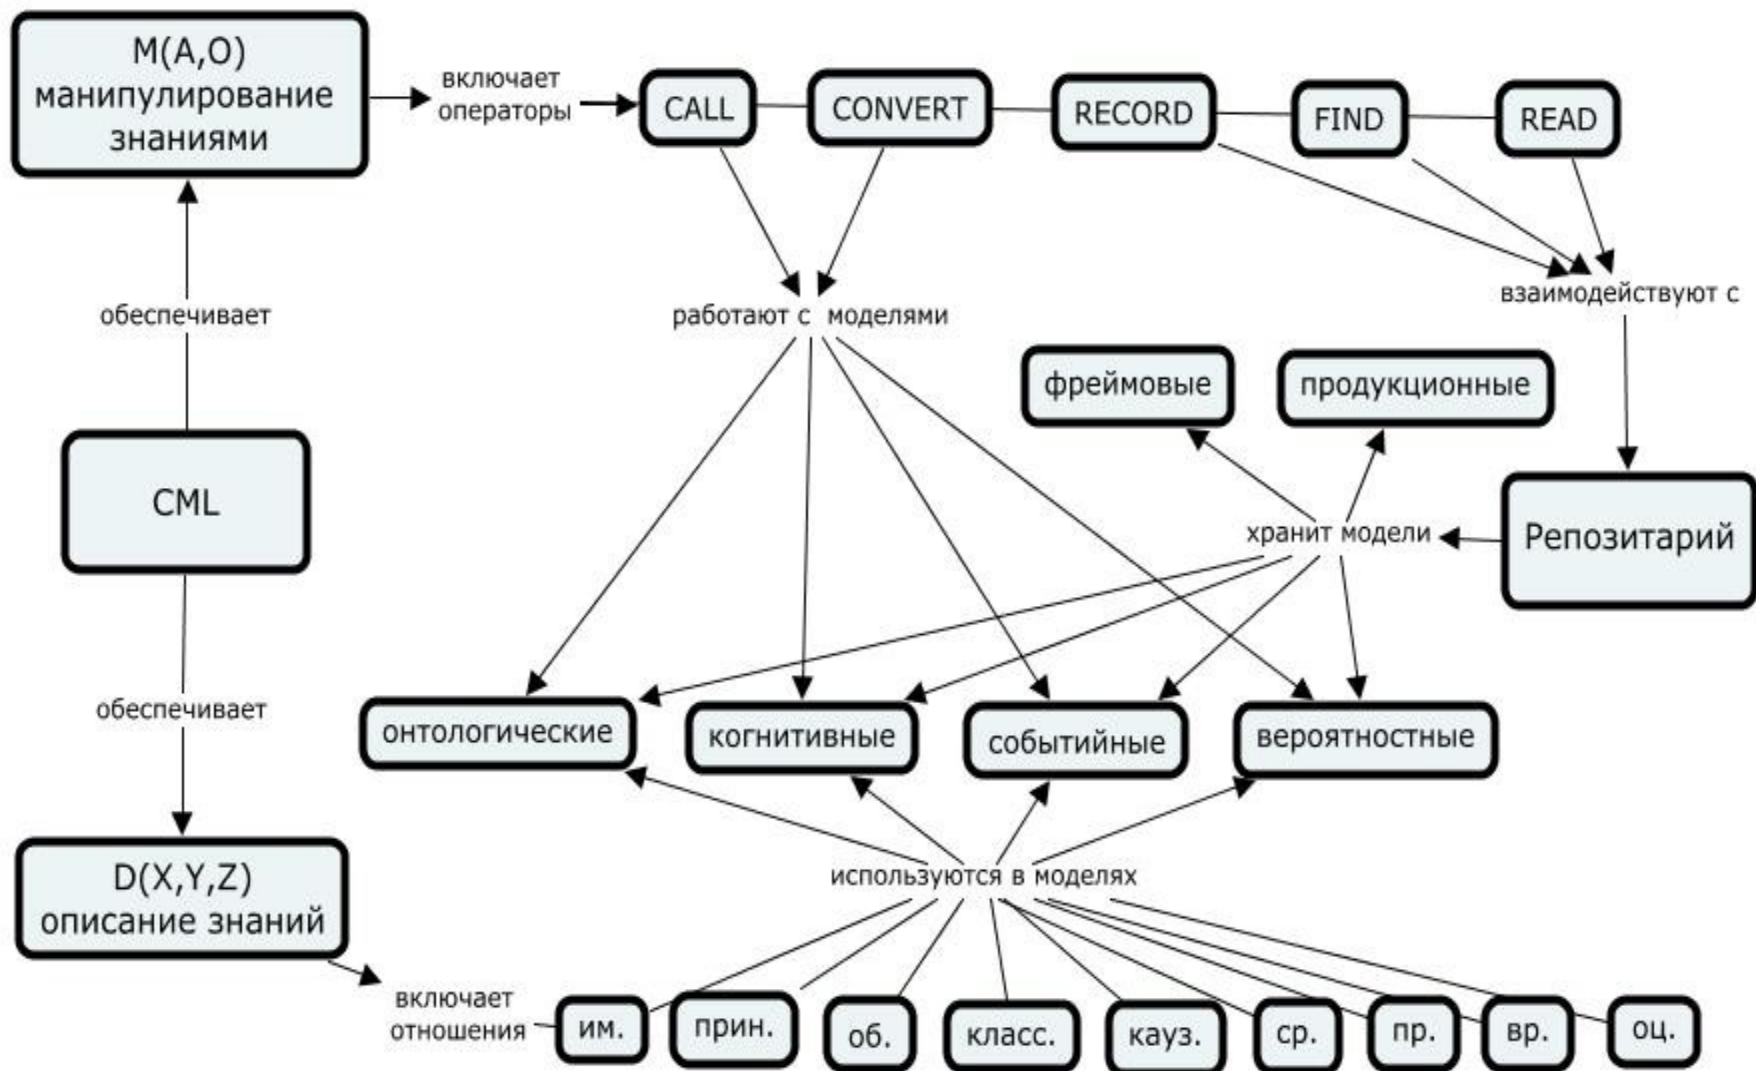 M(A,O)
манипулирование
знаниями
включает
операторы
CALL
CONVERT
RECORD
FIND
READ
обеспечивает
работают с моделями
взаимодействуют с
фреймовые
продукционные
CML
хранит модели
Репозитарий
обеспечивает
онтологические
когнитивные
событийные
вероятностные
D(X,Y,Z)
описание знаний
используются в моделях
включает
отношения
им.
прин.
об.
класс.
кауз.
ср.
пр.
вр.
оц.